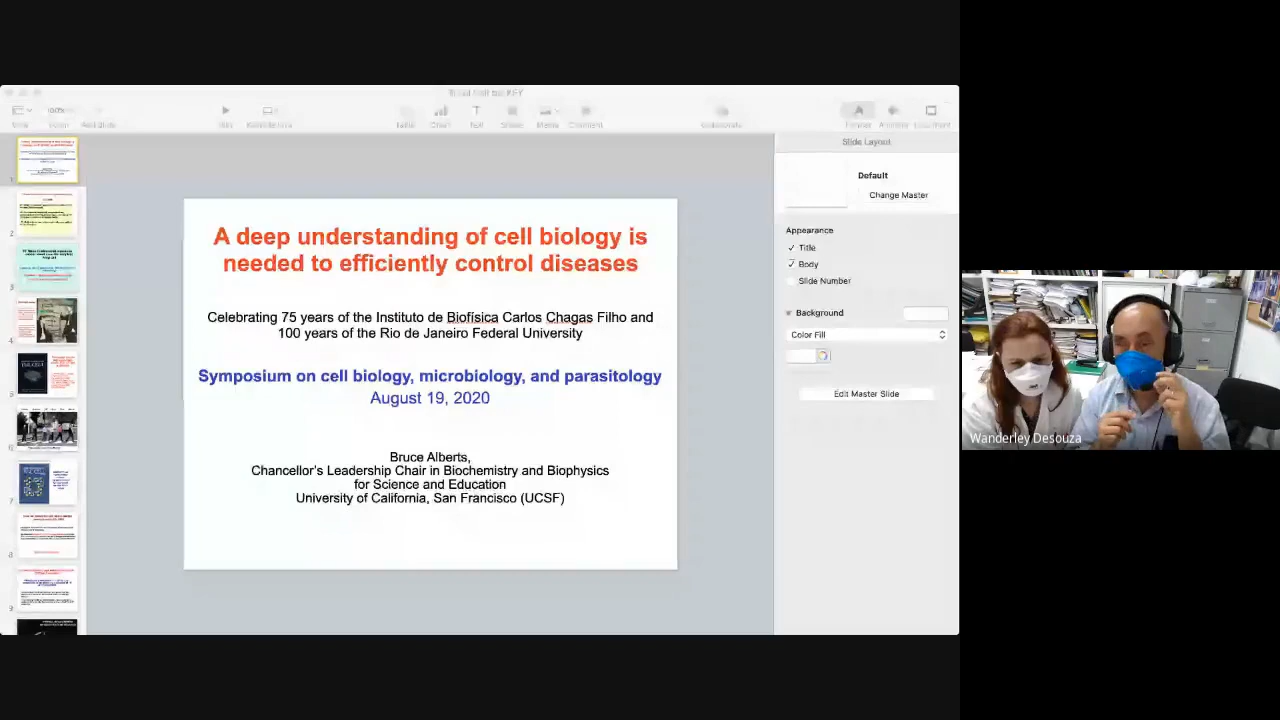 A deep understanding of cell biology is
needed to efficiently control diseases
Celebrating 75 years of the Instituto de Biofísica Carlos Chagas Filho and
100 years of the Rio de Janeiro Federal University
Symposium on cell biology, microbiology, and parasitology
August 19, 2020
Bruce Alberts,
Chancellor's Leadership Chair in Biochemistry and Biophysics
for Science and Education
University of California, San Francisco (UCSF)
Slide Layout
Default
Change Master
Appearance
Title
Body
Slide Number
Background
Color Fill
Edit Master Slide
Wanderley Desouza